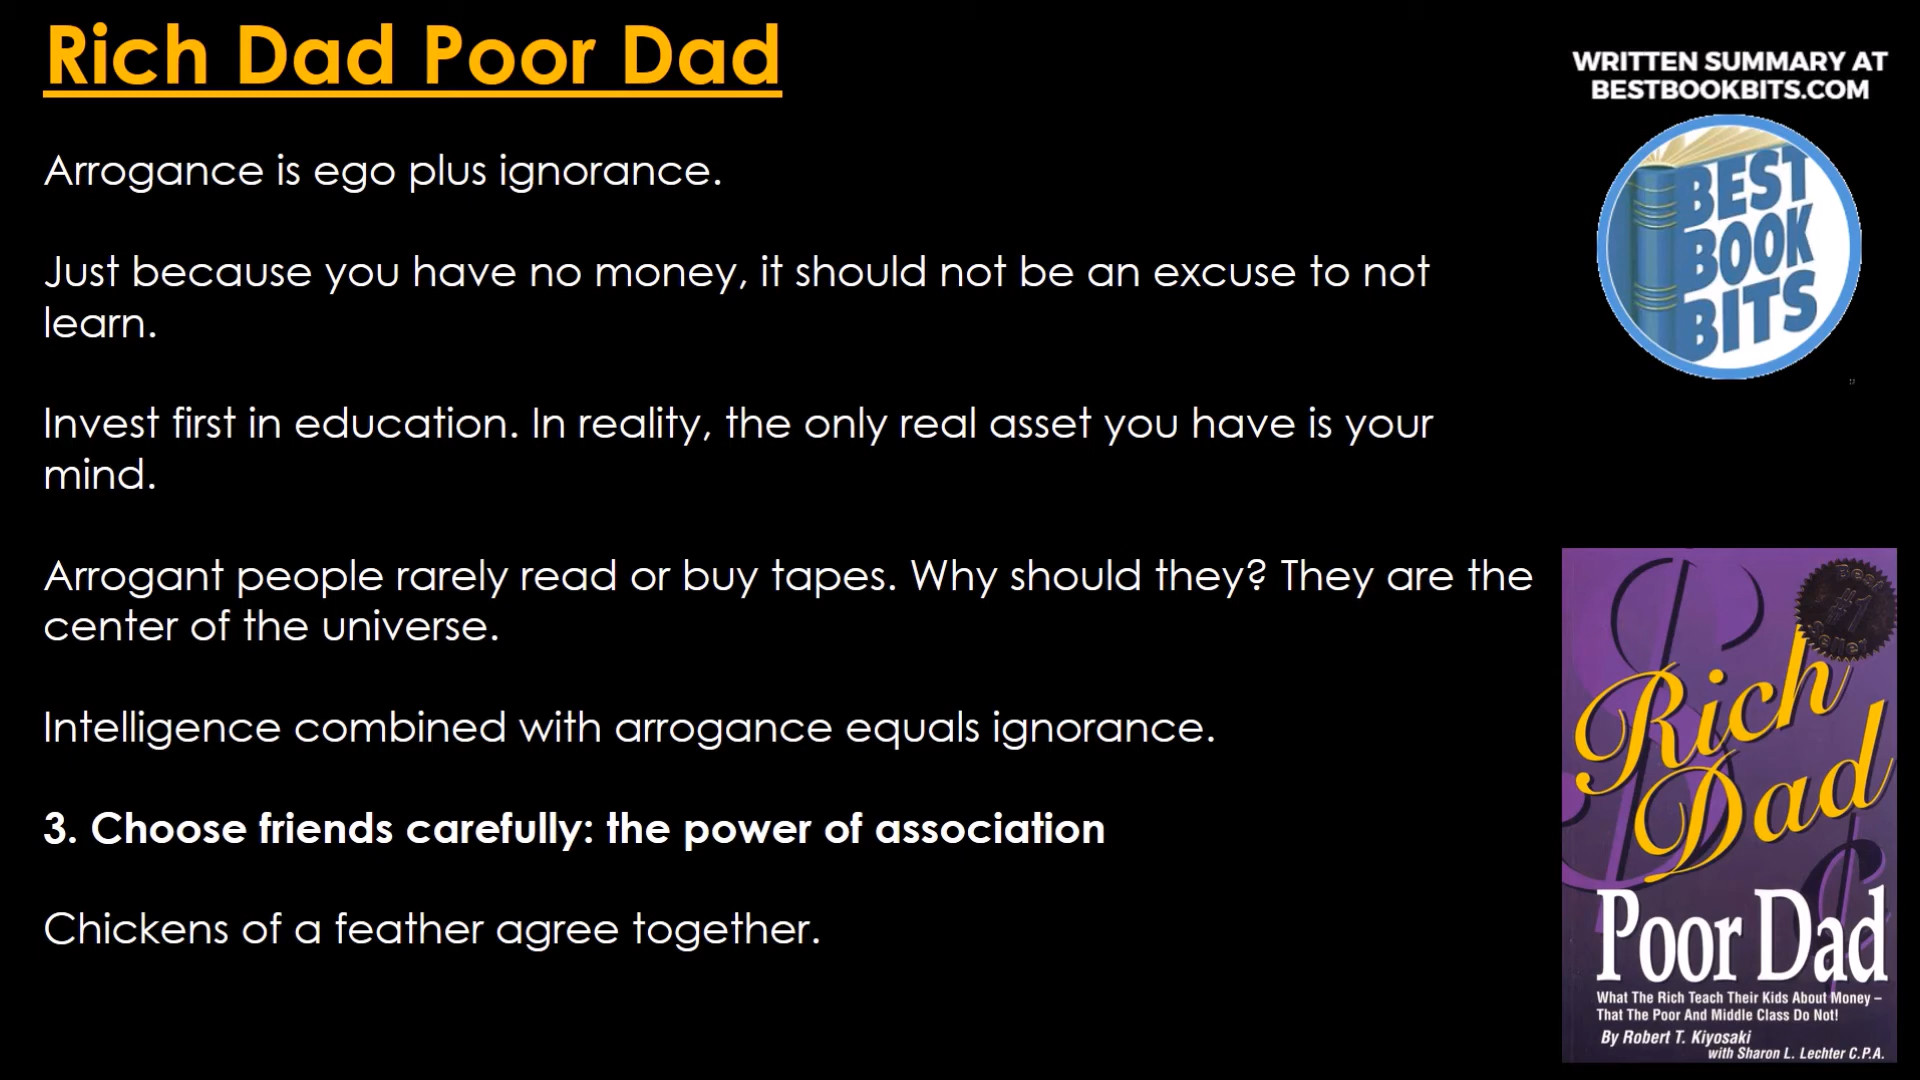 Rich Dad Poor Dad
WRITTEN SUMMARY AT
BESTBOOKBITS.COM
Arrogance is ego plus ignorance.
Just because you have no money, it should not be an excuse to not
learn.
Invest first in education. In reality, the only real asset you have is your
mind.
Arrogant people rarely read or buy tapes. Why should they? They are the
center of the universe.
Intelligence combined with arrogance equals ignorance.
3. Choose friends carefully: the power of association
Chickens of a feather agree together.
BEST
BOOK
BITS
Best
#1
Seller
Rich
Dad
Poor Dad
What The Rich Teach Their Kids About Money –
That The Poor And Middle Class Do Not!
By Robert T. Kiyosaki
with Sharon L. Lechter C.P.A.